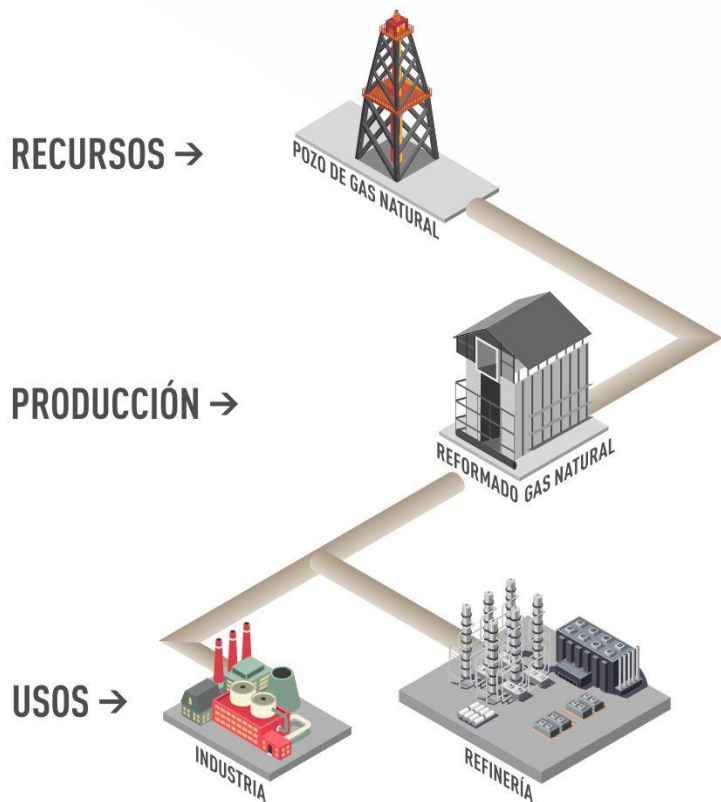 RECURSOS →
POZO DE GAS NATURAL
PRODUCCIÓN →
REFORMADO GAS NATURAL
USOS →
INDUSTRIA
REFINERÍA